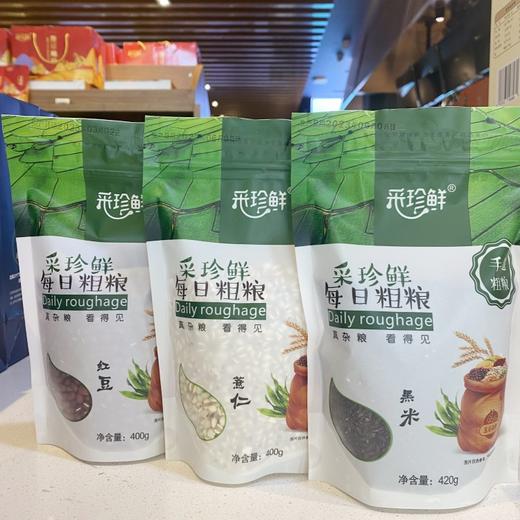 采珍鲜
采珍鲜
每日粗粮
Daily roughage
真杂粮 看得见
红豆
净含量: 400g
采珍鲜
采珍鲜
每日粗粮
Daily roughage
真杂粮 看得见
薏仁
净含量: 400g
采珍鲜®
采珍鲜
每日粗粮
Daily roughage
真杂粮 看得见
黑米
净含量: 420g